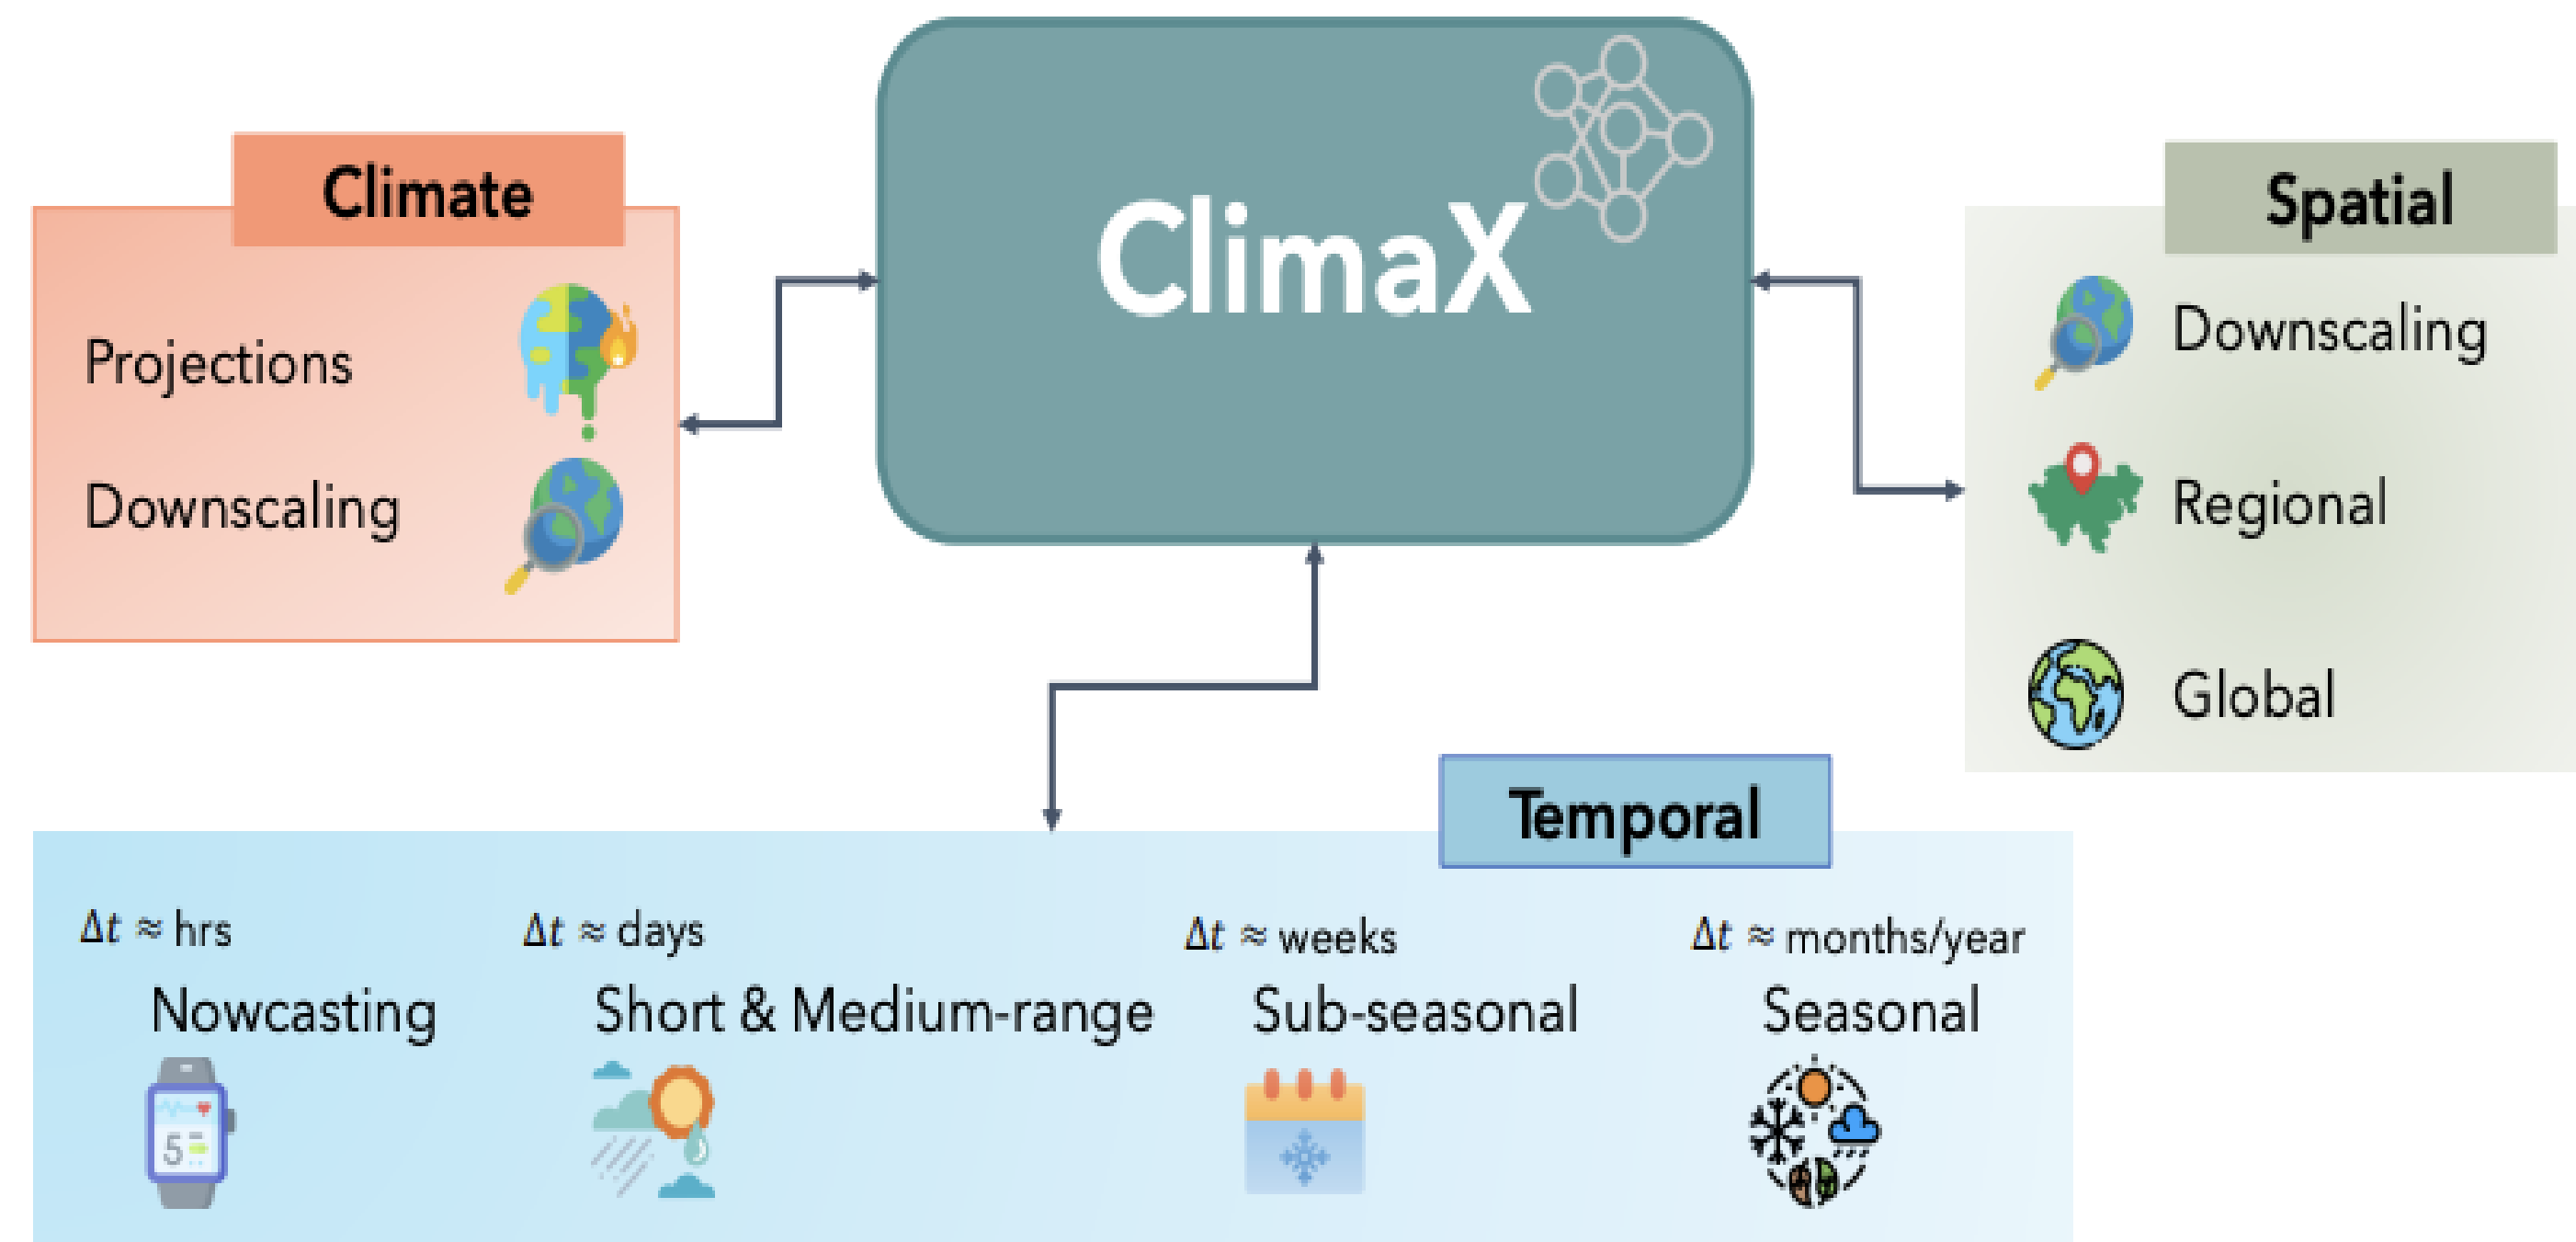 ClimaX
Climate
Projections
Downscaling
Spatial
Downscaling
Regional
Global
Temporal
Δt ≈ hrs
Nowcasting
5
Δt ≈ days
Short & Medium-range
Δt ≈ weeks
Sub-seasonal
Δt ≈ months/year
Seasonal